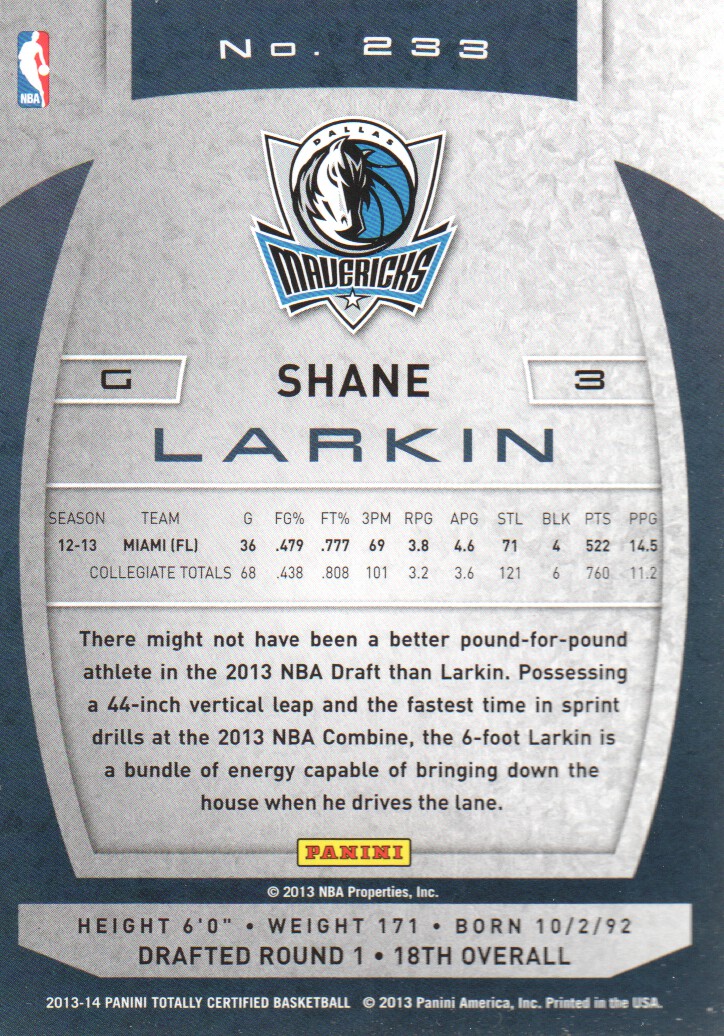 No. 233
NBA
DALLAS
MAVERICKS
G SHANE 3
LARKIN
SEASON TEAM G FG% FT% 3PM RPG APG STL BLK PTS PPG
12-13 MIAMI (FL) 36 .479 .777 69 3.8 4.6 71 4 522 14.5
COLLEGIATE TOTALS 68 .438 .808 101 3.2 3.6 121 6 760 11.2
There might not have been a better pound-for-pound
athlete in the 2013 NBA Draft than Larkin. Possessing
a 44-inch vertical leap and the fastest time in sprint
drills at the 2013 NBA Combine, the 6-foot Larkin is
a bundle of energy capable of bringing down the
house when he drives the lane.
PANINI
© 2013 NBA Properties, Inc.
HEIGHT 6'0" • WEIGHT 171 • BORN 10/2/92
DRAFTED ROUND 1 • 18TH OVERALL
2013-14 PANINI TOTALLY CERTIFIED BASKETBALL © 2013 Panini America, Inc. Printed in the USA.